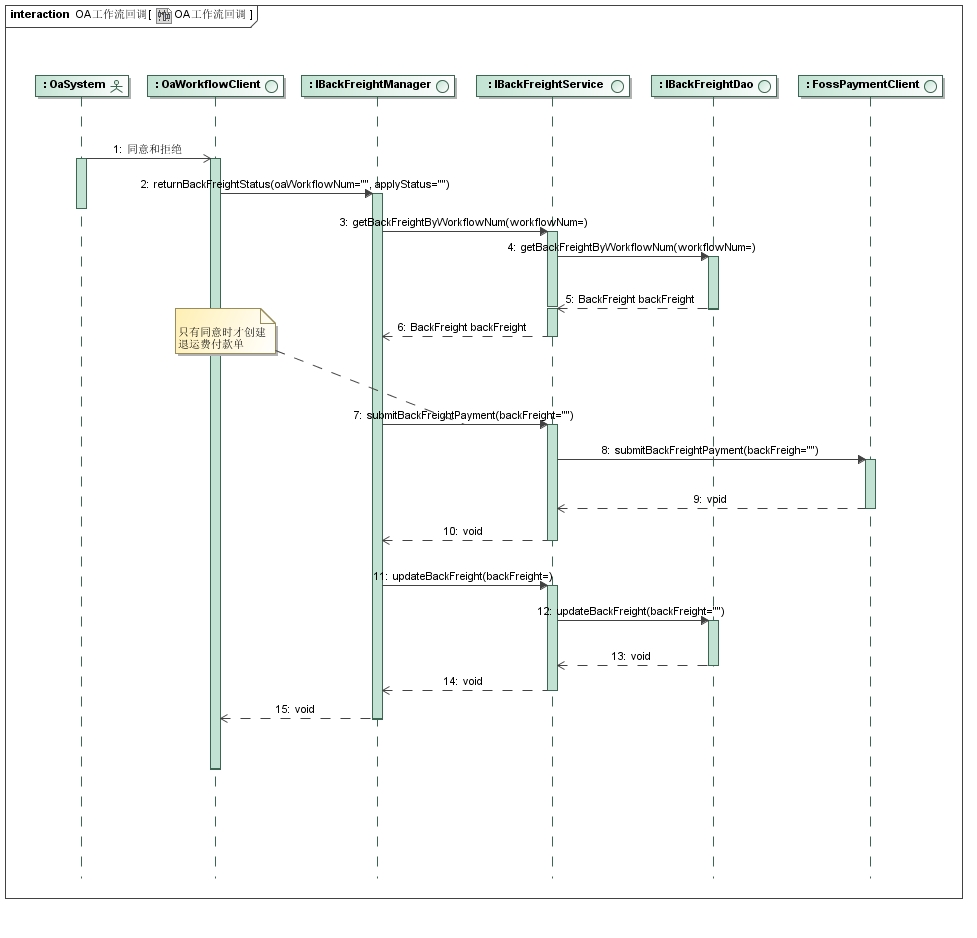 interaction OA工作流回调[ OA工作流回调 ]
: OaSystem
: OaWorkflowClient
: IBackFreightManager
: IBackFreightService
: IBackFreightDao
: FossPaymentClient
1: 同意和拒绝
2: returnBackFreightStatus(oaWorkflowNum="", applyStatus="")
3: getBackFreightByWorkflowNum(workflowNum=)
4: getBackFreightByWorkflowNum(workflowNum=)
5: BackFreight backFreight
6: BackFreight backFreight
只有同意时才创建
退运费付款单
7: submitBackFreightPayment(backFreight="")
8: submitBackFreightPayment(backFreigh="")
9: void
10: void
11: updateBackFreight(backFreight=)
12: updateBackFreight(backFreight="")
13: void
14: void
15: void